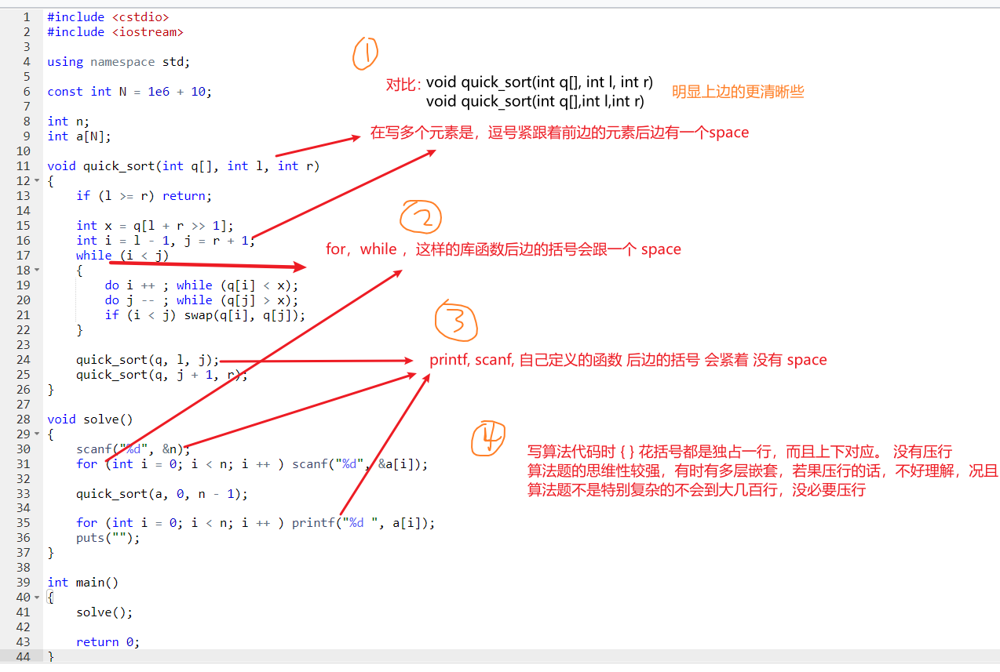 1 #include <cstdio>
2 #include <iostream>
3
4 using namespace std;
5
6 const int N = 1e6 + 10;
7
8 int n;
9 int a[N];
10
11 void quick_sort(int q[], int l, int r)
12 {
13     if (l >= r) return;
14
15     int x = q[l + r >> 1];
16     int i = l - 1, j = r + 1;
17     while (i < j)
18     {
19         do i ++ ; while (q[i] < x);
20         do j -- ; while (q[j] > x);
21         if (i < j) swap(q[i], q[j]);
22     }
23
24     quick_sort(q, l, j);
25     quick_sort(q, j + 1, r);
26 }
27
28 void solve()
29 {
30     scanf("%d", &n);
31     for (int i = 0; i < n; i ++ ) scanf("%d", &a[i]);
32
33     quick_sort(a, 0, n - 1);
34
35     for (int i = 0; i < n; i ++ ) printf("%d ", a[i]);
36     puts("");
37 }
38
39 int main()
40 {
41     solve();
42
43     return 0;
44 }
①
对比: void quick_sort(int q[], int l, int r)
void quick_sort(int q[],int l,int r)
明显上边的更清晰些
在写多个元素是，逗号紧跟着前边的元素后边有一个space
②
for，while ，这样的库函数后边的括号会跟一个 space
③
printf, scanf, 自己定义的函数 后边的括号 会紧着 没有 space
④
写算法代码时 { } 花括号都是独占一行，而且上下对应。 没有压行
算法题的思维性较强，有时有多层嵌套，若果压行的话，不好理解，况且
算法题不是特别复杂的不会到大几百行，没必要压行